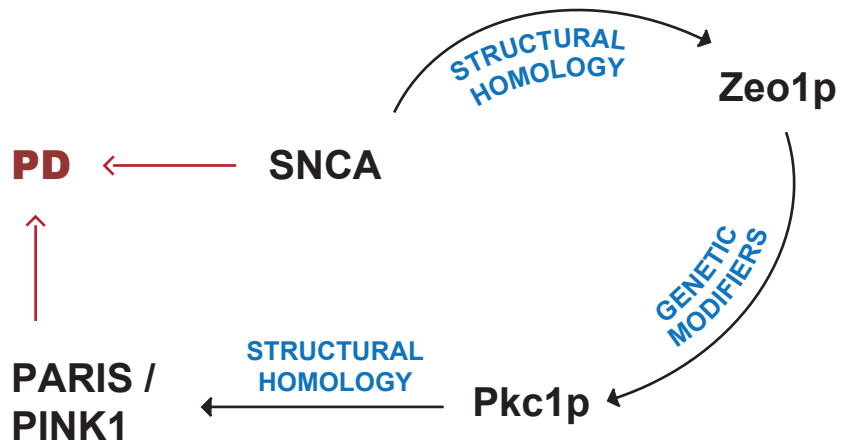 STRUCTURAL
HOMOLOGY
Zeo1p
PD
SNCA
GENETIC
MODIFIERS
STRUCTURAL
HOMOLOGY
PARIS /
PINK1
Pkc1p